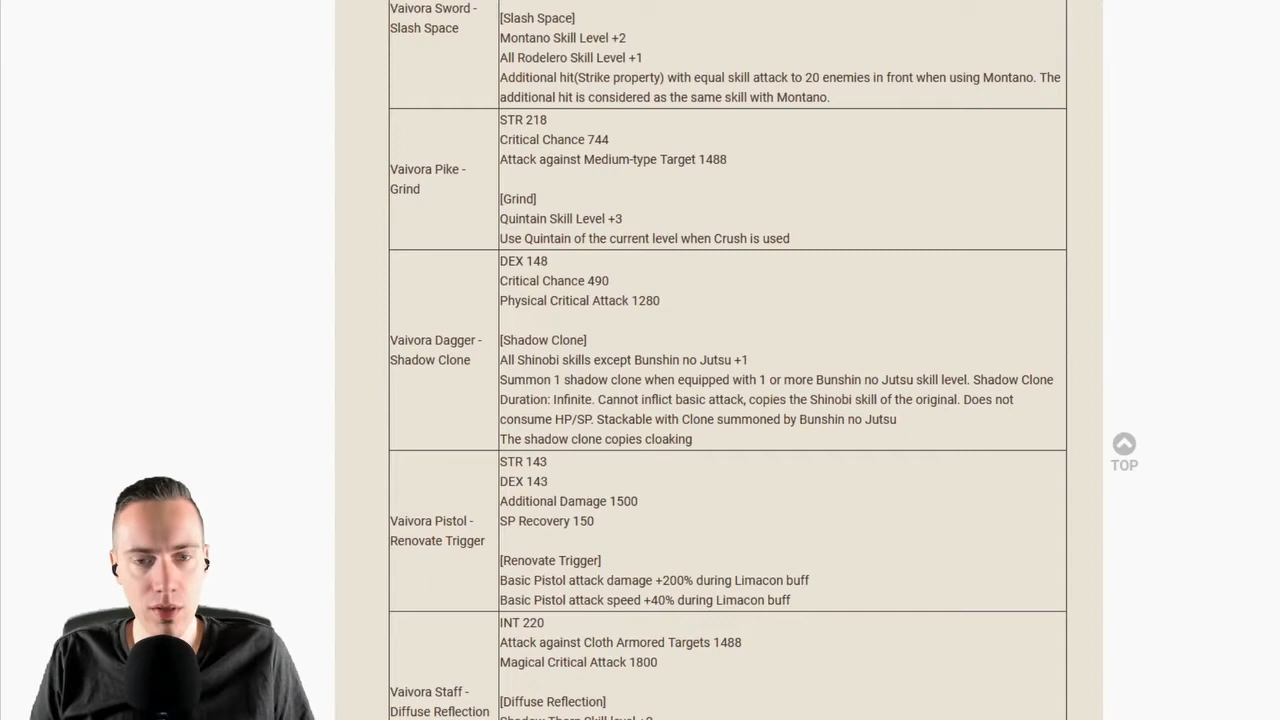 Vaivora Sword -
Slash Space
[Slash Space]
Montano Skill Level +2
All Rodelero Skill Level +1
Additional hit(Strike property) with equal skill attack to 20 enemies in front when using Montano. The
additional hit is considered as the same skill with Montano.
Vaivora Pike -
Grind
STR 218
Critical Chance 744
Attack against Medium-type Target 1488
[Grind]
Quintain Skill Level +3
Use Quintain of the current level when Crush is used
Vaivora Dagger -
Shadow Clone
DEX 148
Critical Chance 490
Physical Critical Attack 1280
[Shadow Clone]
All Shinobi skills except Bunshin no Jutsu +1
Summon 1 shadow clone when equipped with 1 or more Bunshin no Jutsu skill level. Shadow Clone
Duration: Infinite. Cannot inflict basic attack, copies the Shinobi skill of the original. Does not
consume HP/SP. Stackable with Clone summoned by Bunshin no Jutsu
The shadow clone copies cloaking
Vaivora Pistol -
Renovate Trigger
STR 143
DEX 143
Additional Damage 1500
SP Recovery 150
[Renovate Trigger]
Basic Pistol attack damage +200% during Limacon buff
Basic Pistol attack speed +40% during Limacon buff
Vaivora Staff -
Diffuse Reflection
INT 220
Attack against Cloth Armored Targets 1488
Magical Critical Attack 1800
[Diffuse Reflection]
TOP